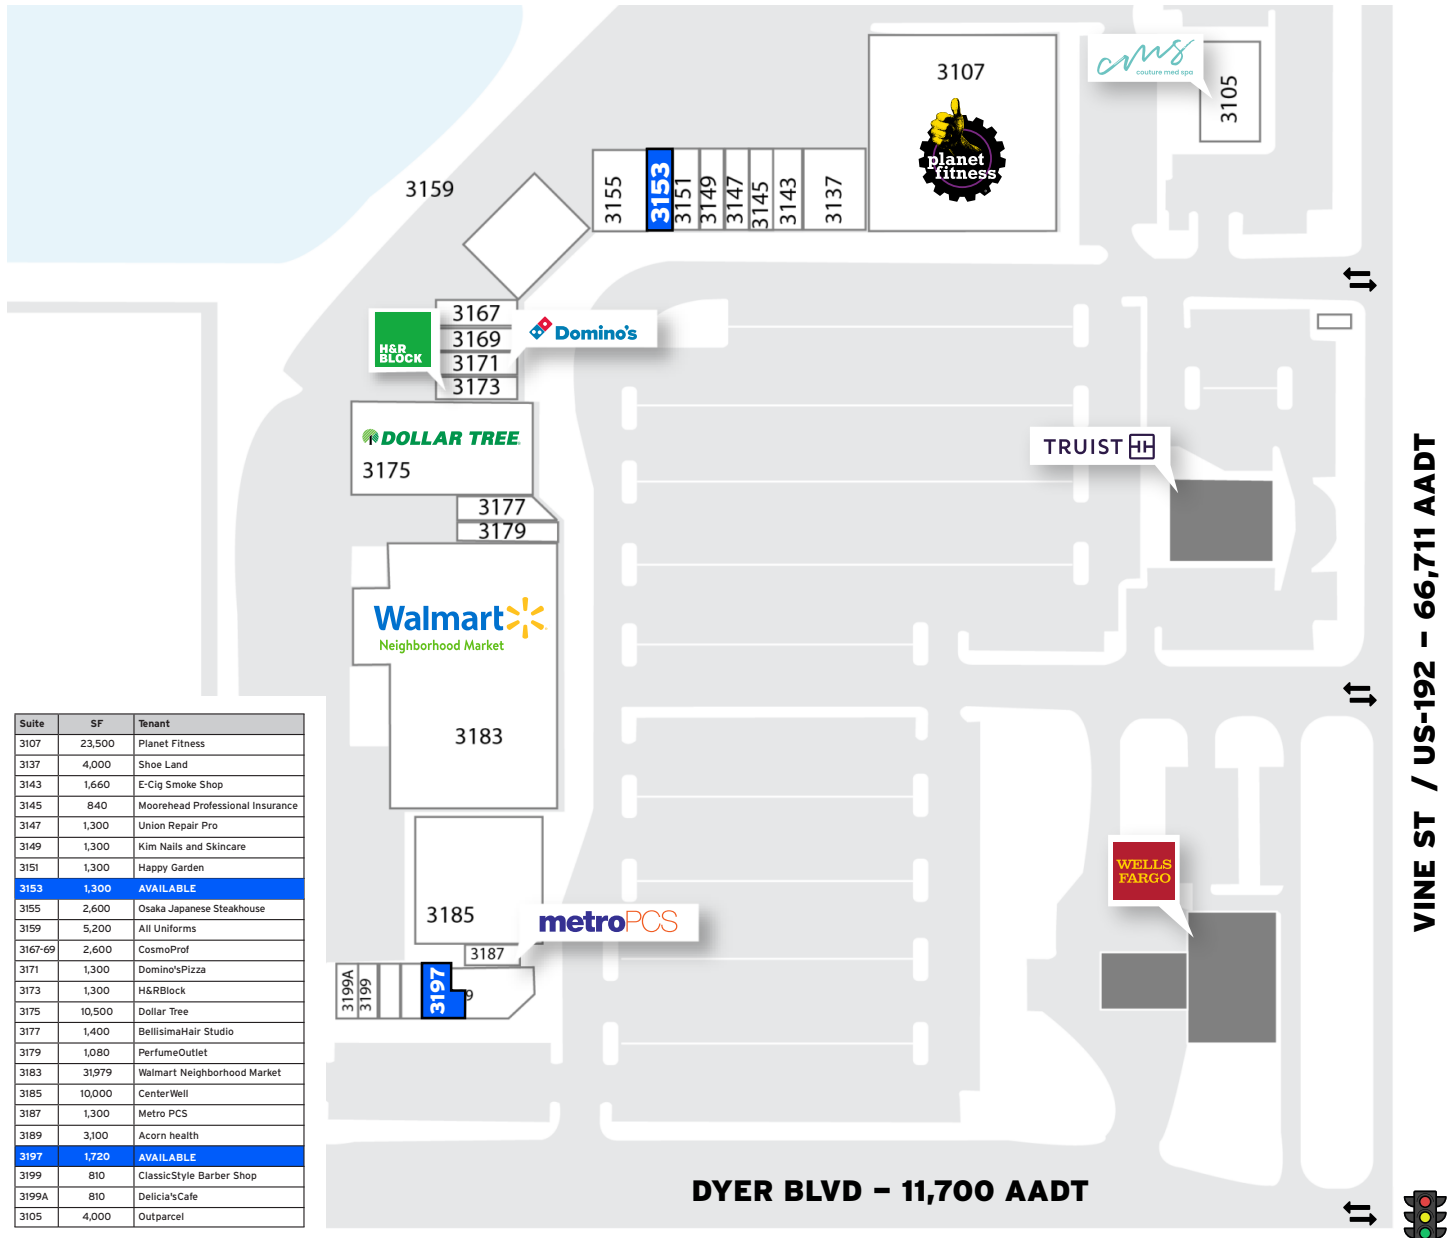 3107
planet
fitness
cms
couture med spa
3105
3159
3155
3153
3151
3149
3147
3145
3143
3137
3167
3169
3171
3173
H&R
BLOCK
Domino's
DOLLAR TREE
3175
3177
3179
Walmart
Neighborhood Market
3183
TRUIST
WELLS
FARGO
3185
metroPCS
3187
3199A
3199
3197
9
VINE ST / US-192 – 66,711 AADT
DYER BLVD – 11,700 AADT
Suite SF Tenant
3107 23,500 Planet Fitness
3137 4,000 Shoe Land
3143 1,660 E-Cig Smoke Shop
3145 840 Moorehead Professional Insurance
3147 1,300 Union Repair Pro
3149 1,300 Kim Nails and Skincare
3151 1,300 Happy Garden
3153 1,300 AVAILABLE
3155 2,600 Osaka Japanese Steakhouse
3159 5,200 All Uniforms
3167-69 2,600 CosmoProf
3171 1,300 Domino'sPizza
3173 1,300 H&RBlock
3175 10,500 Dollar Tree
3177 1,400 BellisimaHair Studio
3179 1,080 PerfumeOutlet
3183 31,979 Walmart Neighborhood Market
3185 10,000 CenterWell
3187 1,300 Metro PCS
3189 3,100 Acorn health
3197 1,720 AVAILABLE
3199 810 ClassicStyle Barber Shop
3199A 810 Delicia'sCafe
3105 4,000 Outparcel